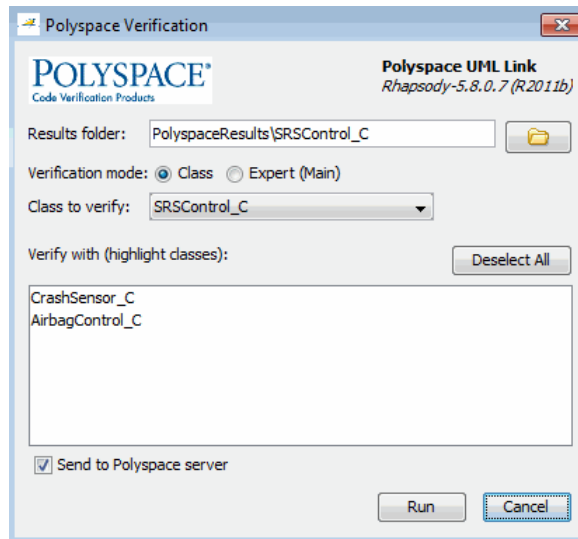 Polyspace Verification
POLYSPACE®
Code Verification Products
Polyspace UML Link
Rhapsody-5.8.0.7 (R2011b)
Results folder: PolyspaceResults\SRSControl_C
Verification mode: Class Expert (Main)
Class to verify: SRSControl_C
Verify with (highlight classes): Deselect All
CrashSensor_C
AirbagControl_C
Send to Polyspace server
Run Cancel